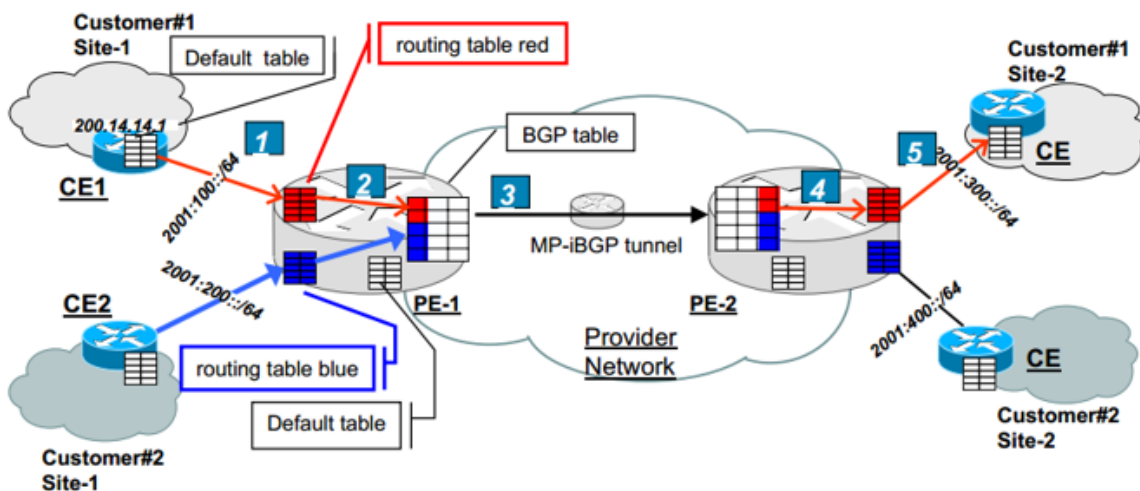 Customer#1
Site-1
Default table
routing table red
Customer#1
Site-2
200.14.14.1
1
BGP table
5
CE1
2
3
4
CE
2001:100::/64
2001:300::/64
MP-iBGP tunnel
2001:200::/64
CE2
PE-1
PE-2
2001:400::/64
Provider
Network
routing table blue
CE
Default table
Customer#2
Site-1
Customer#2
Site-2